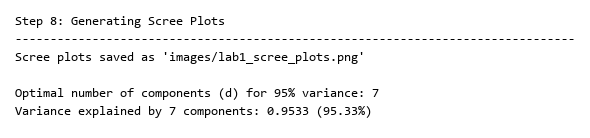 Step 8: Generating Scree Plots
--------------------------------------------------------------------------------
Scree plots saved as 'images/lab1_scree_plots.png'
Optimal number of components (d) for 95% variance: 7
Variance explained by 7 components: 0.9533 (95.33%)